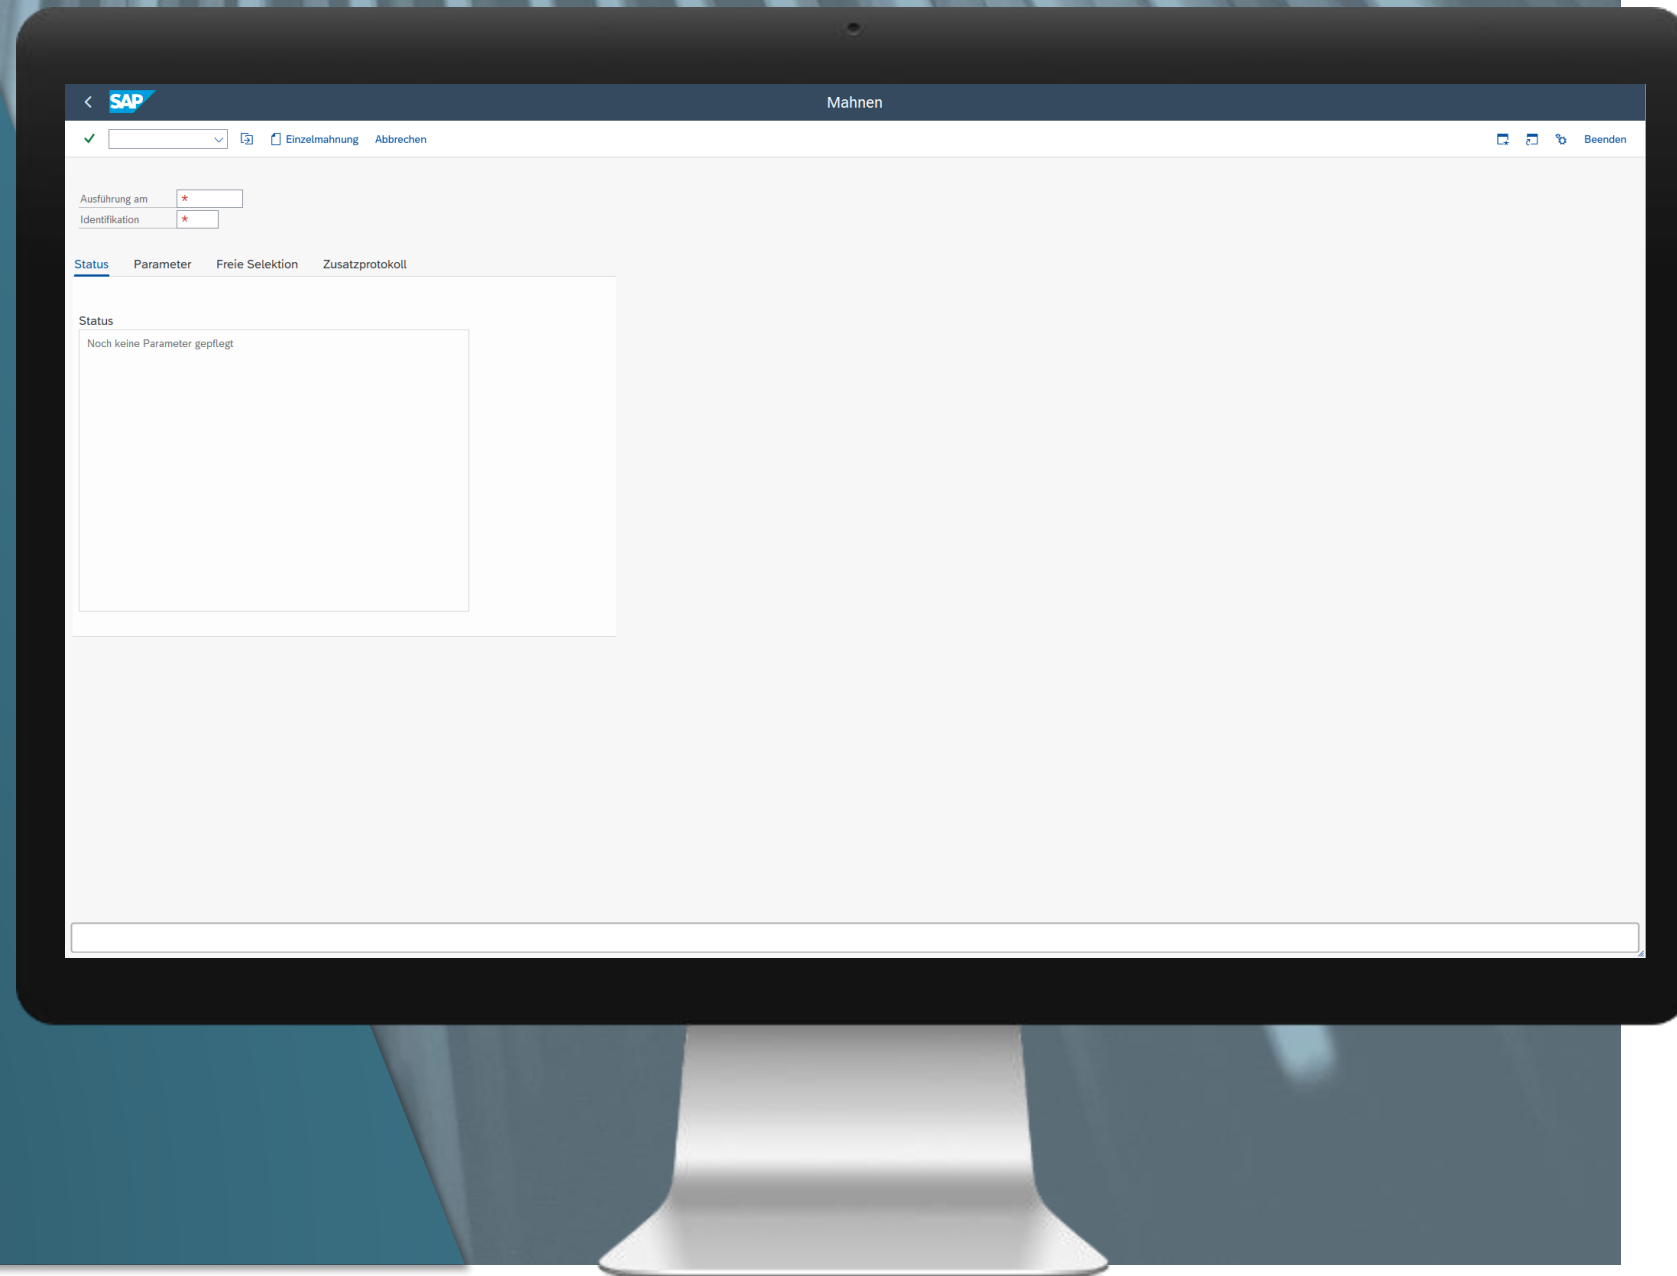 SAP
Mahnen
Einzelmahnung Abbrechen Beenden
Ausführung am *
Identifikation *
Status Parameter Freie Selektion Zusatzprotokoll
Status
Noch keine Parameter gepflegt